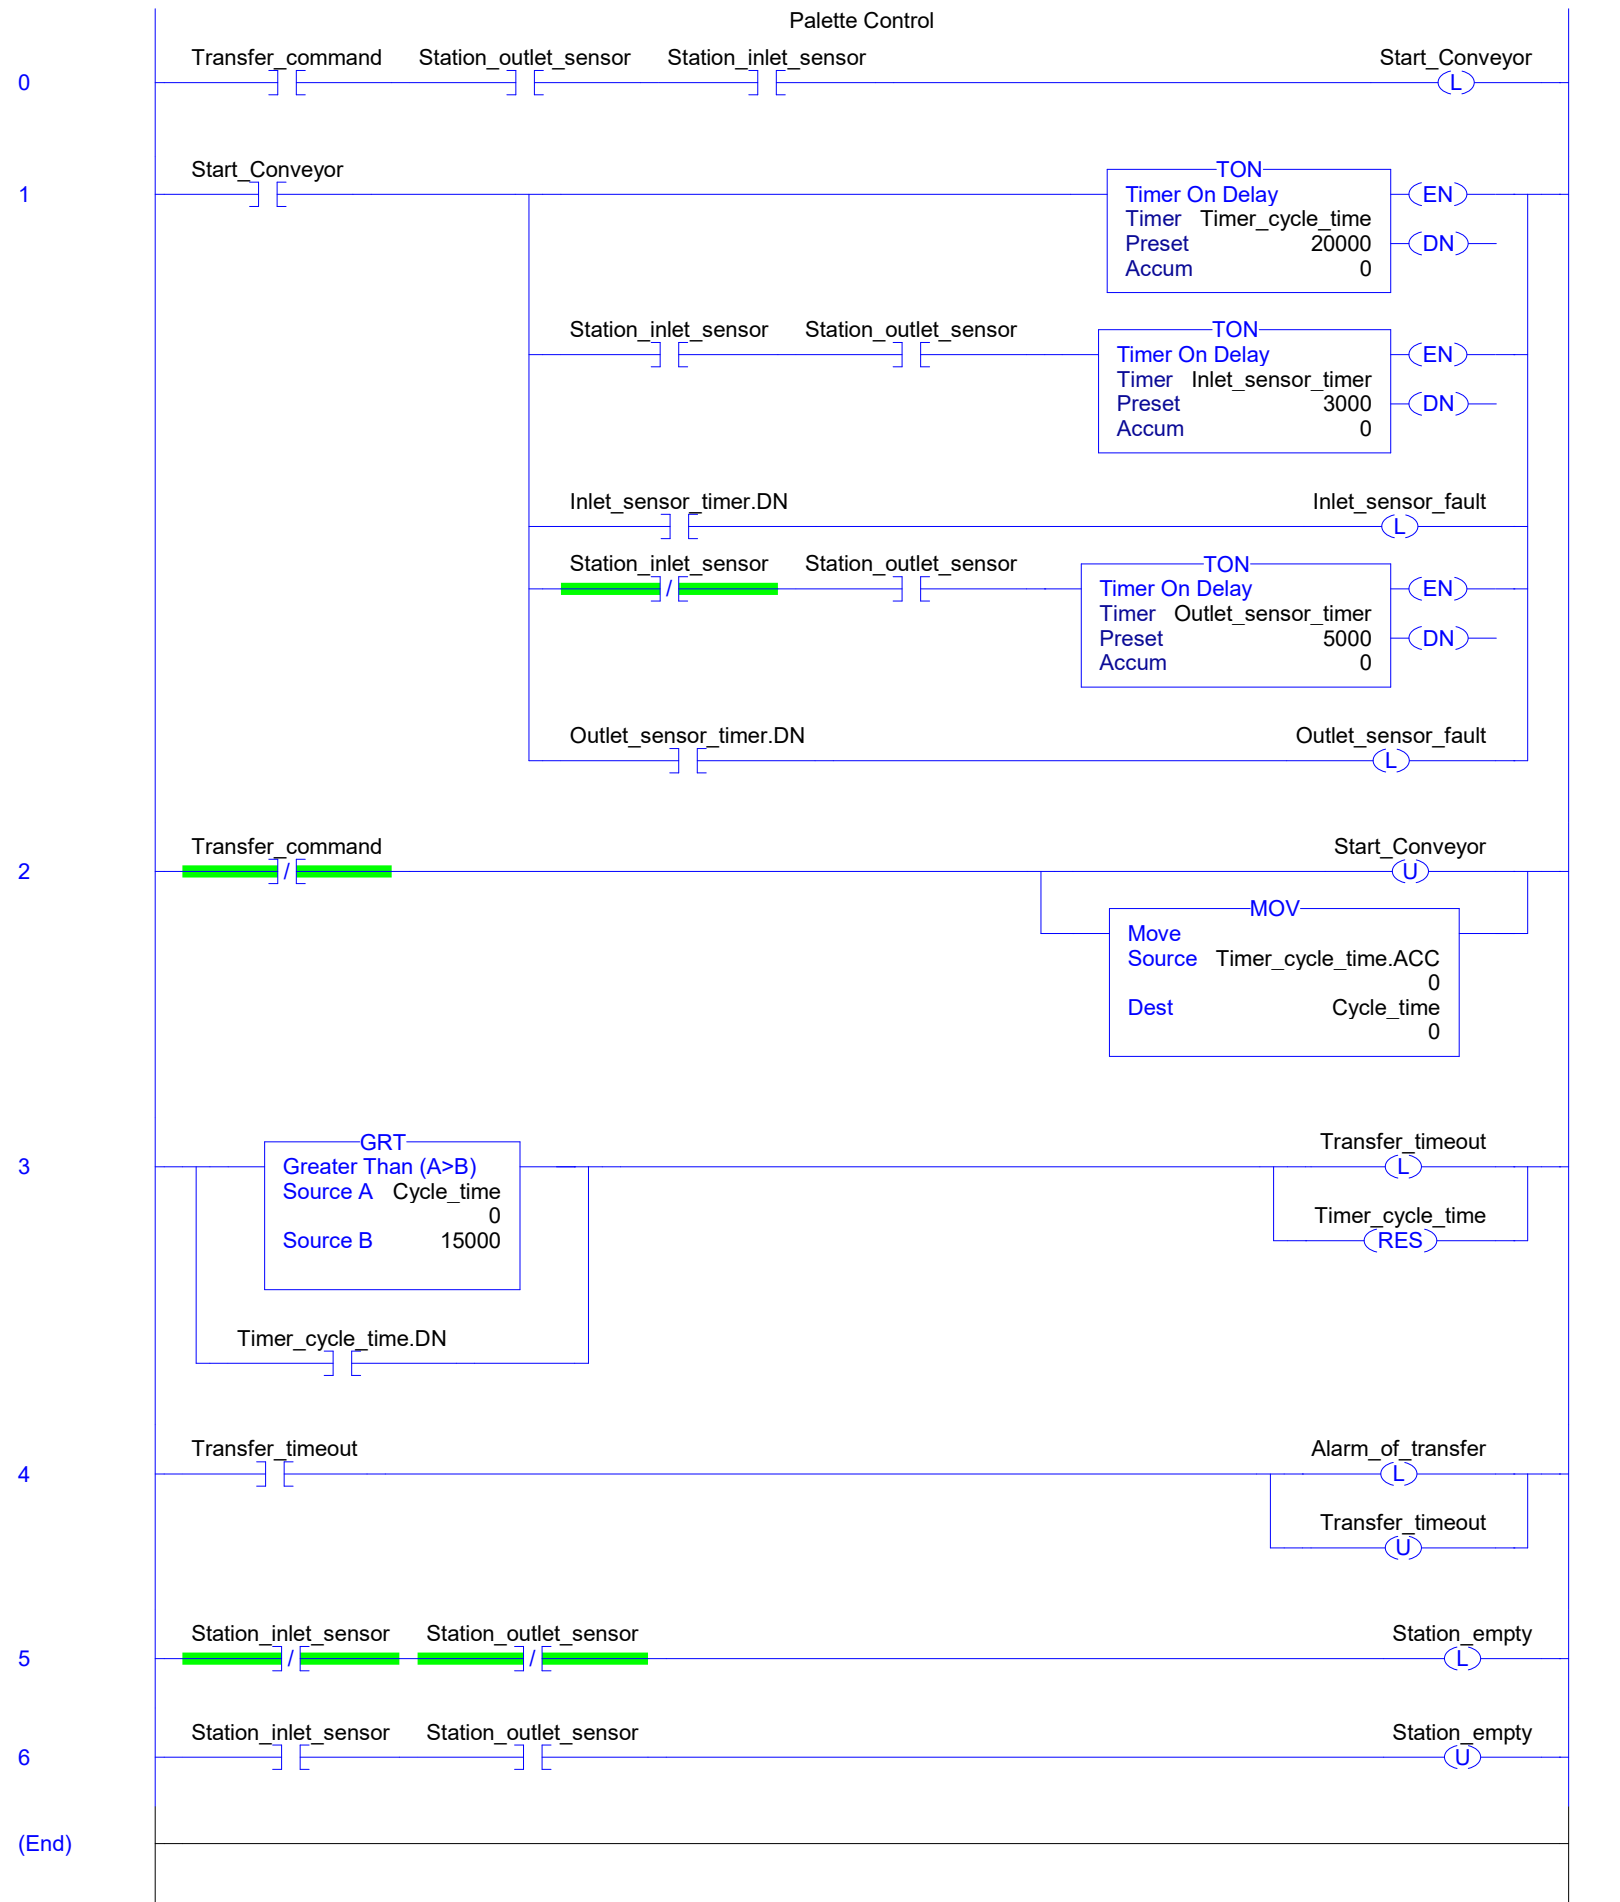 Palette Control
Transfer_command Station_outlet_sensor Station_inlet_sensor Start_Conveyor
0 L
Start_Conveyor TON
1 Timer On Delay EN
Timer Timer_cycle_time
Preset 20000 DN
Accum 0
Station_inlet_sensor Station_outlet_sensor TON
Timer On Delay EN
Timer Inlet_sensor_timer
Preset 3000 DN
Accum 0
Inlet_sensor_timer.DN Inlet_sensor_fault
L
Station_inlet_sensor Station_outlet_sensor TON
/ Timer On Delay EN
Timer Outlet_sensor_timer
Preset 5000 DN
Accum 0
Outlet_sensor_timer.DN Outlet_sensor_fault
L
Transfer_command Start_Conveyor
2 / U
MOV
Move
Source Timer_cycle_time.ACC
0
Dest Cycle_time
0
GRT Transfer_timeout
3 Greater Than (A>B) L
Source A Cycle_time
0 Timer_cycle_time
Source B 15000 RES
Timer_cycle_time.DN
Transfer_timeout Alarm_of_transfer
4 L
Transfer_timeout
U
Station_inlet_sensor Station_outlet_sensor Station_empty
5 / / L
Station_inlet_sensor Station_outlet_sensor Station_empty
6 U
(End)